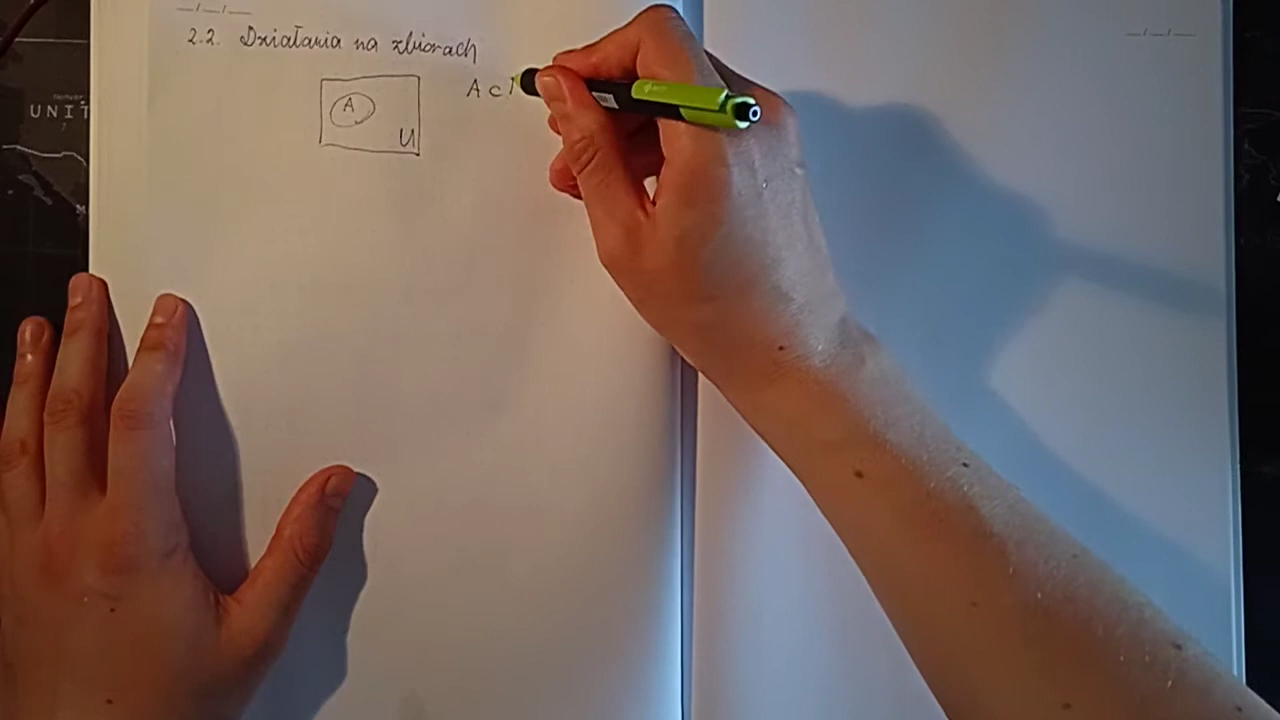 2.2. Działania na zbiorach
A ⊂
A
U
UNIT